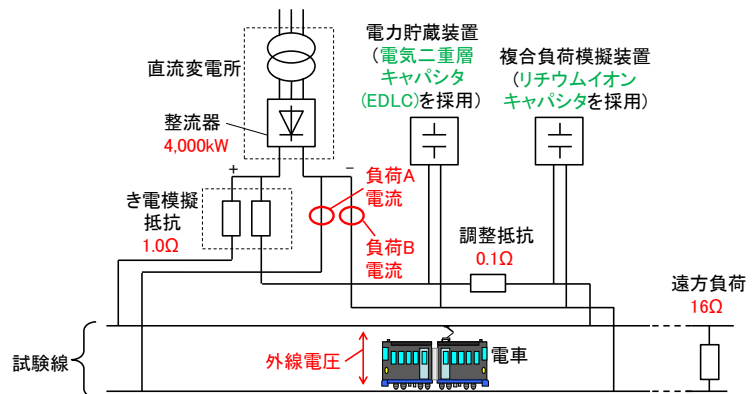 直流変電所
整流器
4,000kW
+
-
電力貯蔵装置
(電気二重層
キャパシタ
(EDLC)を採用)
複合負荷模擬装置
(リチウムイオン
キャパシタを採用)
き電模擬
抵抗
1.0Ω
負荷A
電流
負荷B
電流
調整抵抗
0.1Ω
遠方負荷
16Ω
試験線
外線電圧
電車